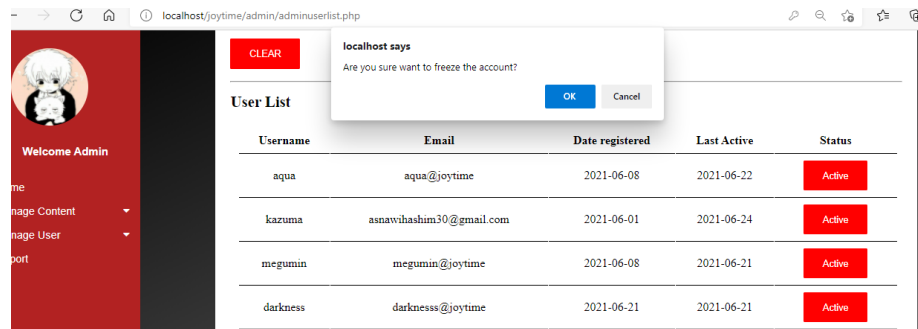 localhost/joytime/admin/adminuserlist.php
CLEAR
localhost says
Are you sure want to freeze the account?
OK Cancel
Welcome Admin
me
nage Content
nage User
port
User List
Username Email Date registered Last Active Status
aqua aqua@joytime 2021-06-08 2021-06-22 Active
kazuma asnawihashim30@gmail.com 2021-06-01 2021-06-24 Active
megumin megumin@joytime 2021-06-08 2021-06-21 Active
darkness darknesss@joytime 2021-06-21 2021-06-21 Active